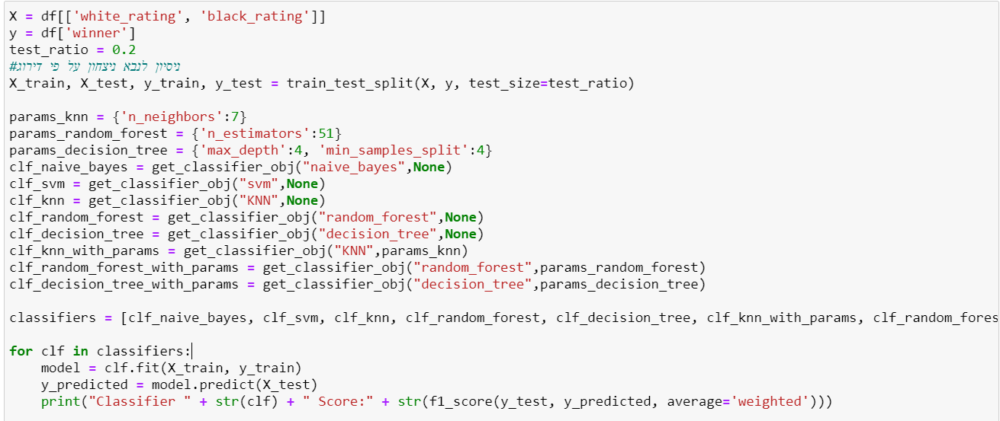 X = df[['white_rating', 'black_rating']]
y = df['winner']
test_ratio = 0.2
#ניסיון לנבא ניצחון על פי דירוג
X_train, X_test, y_train, y_test = train_test_split(X, y, test_size=test_ratio)

params_knn = {'n_neighbors':7}
params_random_forest = {'n_estimators':51}
params_decision_tree = {'max_depth':4, 'min_samples_split':4}
clf_naive_bayes = get_classifier_obj("naive_bayes",None)
clf_svm = get_classifier_obj("svm",None)
clf_knn = get_classifier_obj("KNN",None)
clf_random_forest = get_classifier_obj("random_forest",None)
clf_decision_tree = get_classifier_obj("decision_tree",None)
clf_knn_with_params = get_classifier_obj("KNN",params_knn)
clf_random_forest_with_params = get_classifier_obj("random_forest",params_random_forest)
clf_decision_tree_with_params = get_classifier_obj("decision_tree",params_decision_tree)

classifiers = [clf_naive_bayes, clf_svm, clf_knn, clf_random_forest, clf_decision_tree, clf_knn_with_params, clf_random_fores

for clf in classifiers:
    model = clf.fit(X_train, y_train)
    y_predicted = model.predict(X_test)
    print("Classifier " + str(clf) + " Score:" + str(f1_score(y_test, y_predicted, average='weighted')))